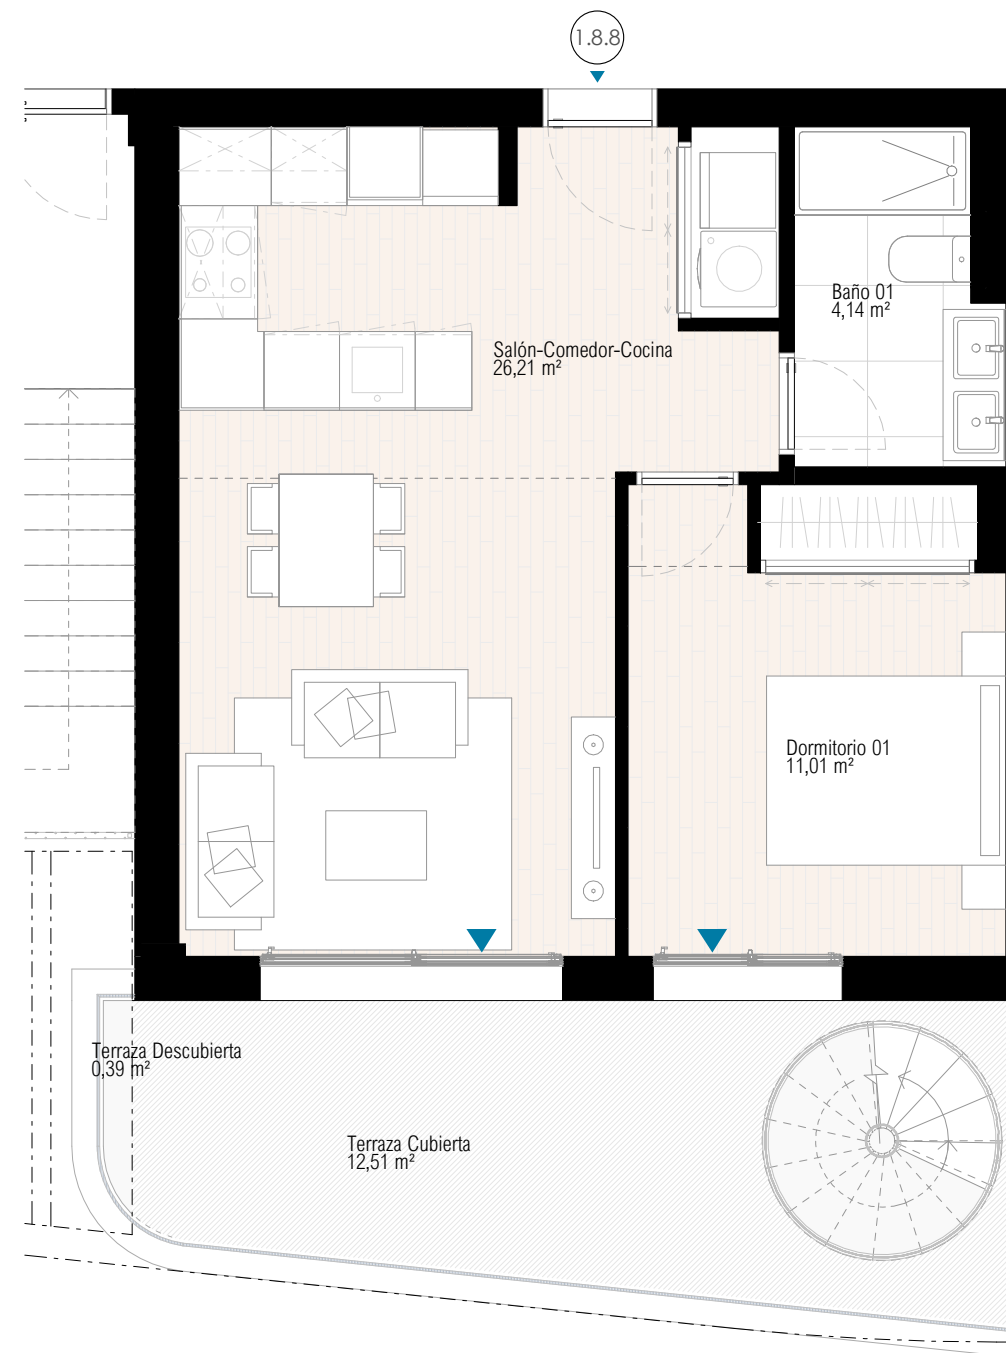 1.8.8
Baño 01
4,14 m²
Salón-Comedor-Cocina
26,21 m²
Dormitorio 01
11,01 m²
Terraza Descubierta
0,39 m²
Terraza Cubierta
12,51 m²